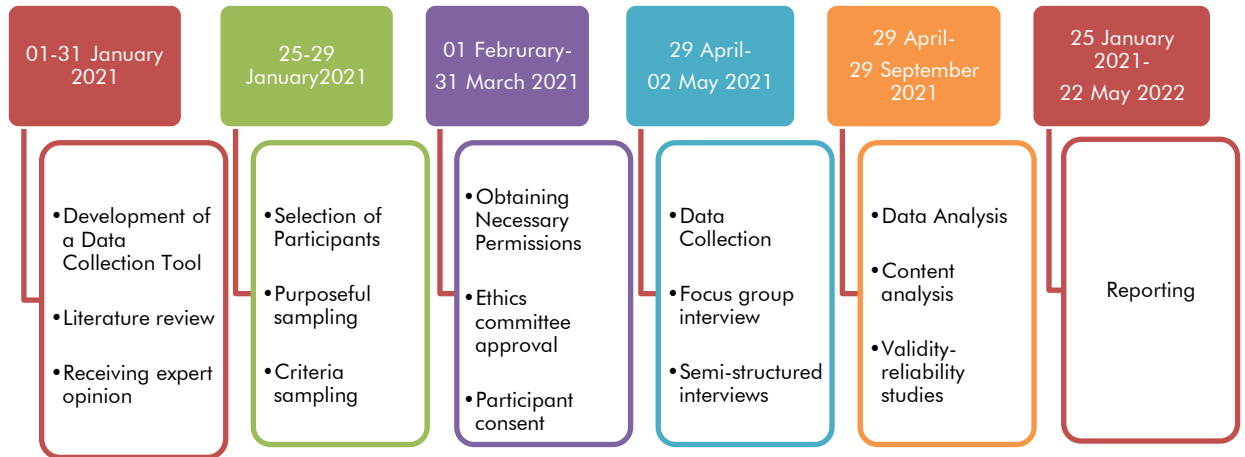 01-31 January
2021
•Development of
a Data
Collection Tool
•Literature review
•Receiving expert
opinion
25-29
January2021
•Selection of
Participants
•Purposeful
sampling
•Criteria
sampling
01 Februrary-
31 March 2021
•Obtaining
Necessary
Permissions
•Ethics
committee
approval
•Participant
consent
29 April-
02 May 2021
•Data
Collection
•Focus group
interview
•Semi-structured
interviews
29 April-
29 September
2021
•Data Analysis
•Content
analysis
•Validity-
reliability
studies
25 January
2021-
22 May 2022
Reporting